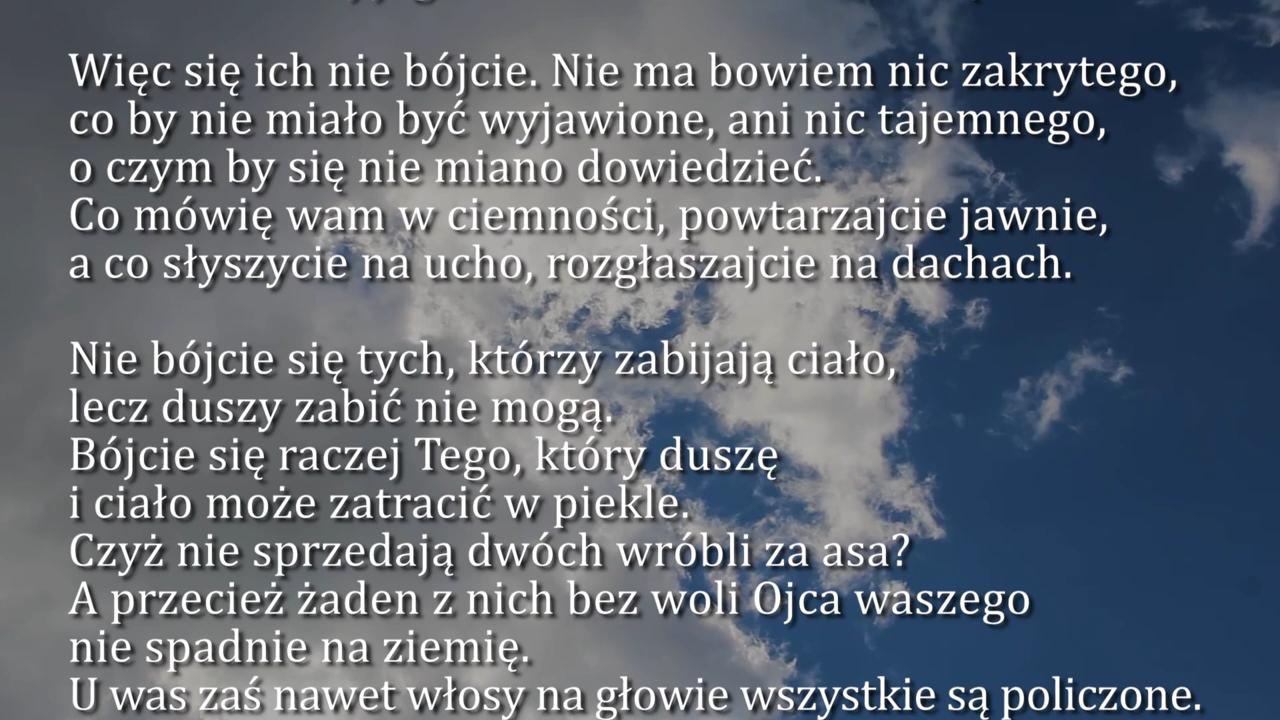 Więc się ich nie bójcie. Nie ma bowiem nic zakrytego,
co by nie miało być wyjawione, ani nic tajemnego,
o czym by się nie miano dowiedzieć.
Co mówię wam w ciemności, powtarzajcie jawnie,
a co słyszycie na ucho, rozgłaszajcie na dachach.
Nie bójcie się tych, którzy zabijają ciało,
lecz duszy zabić nie mogą.
Bójcie się raczej Tego, który duszę
i ciało może zatracić w piekle.
Czyż nie sprzedają dwóch wróbli za asa?
A przecież żaden z nich bez woli Ojca waszego
nie spadnie na ziemię.
U was zaś nawet włosy na głowie wszystkie są policzone.